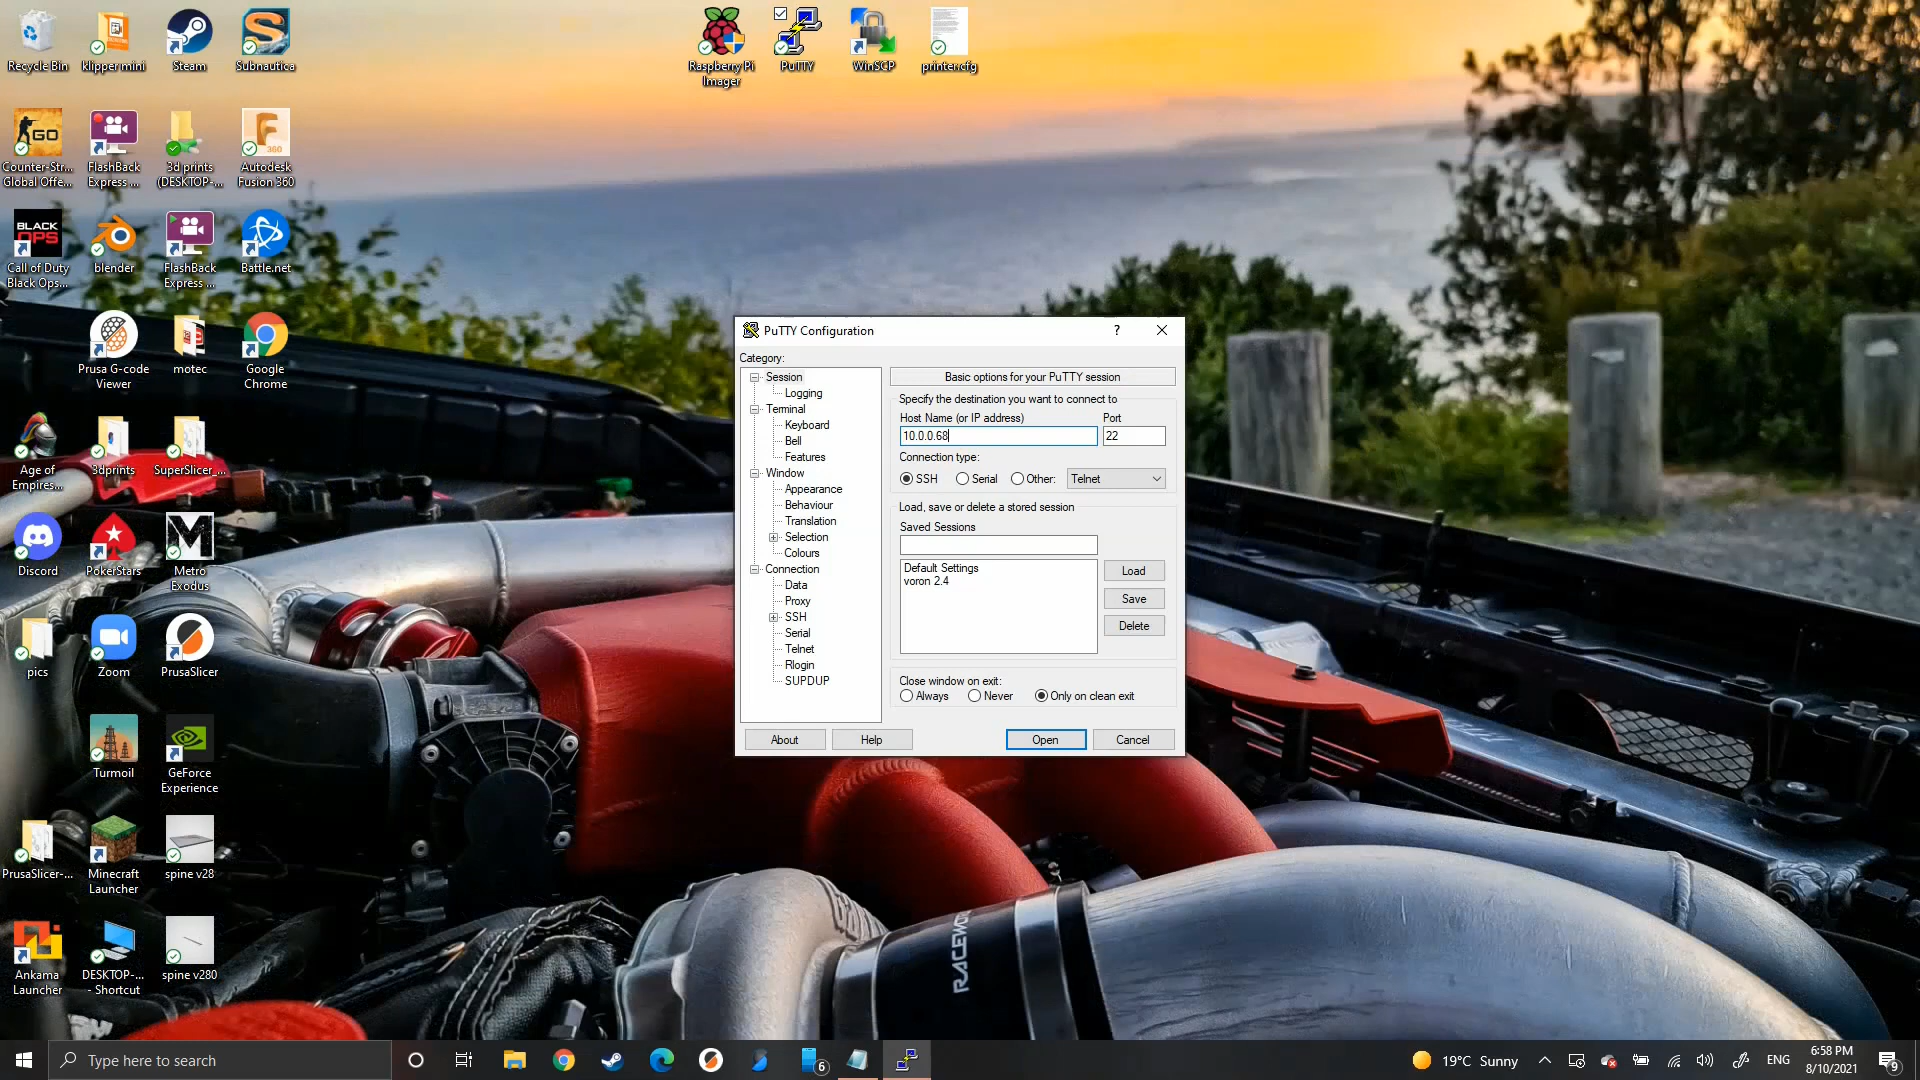 Recycle Bin
klipper mini
Steam
Subnautica
Raspberry Pi
Imager
PuTTY
WinSCP
printer.cfg
GO
Counter-Str...
Global Offe...
FlashBack
Express ...
3d prints
(DESKTOP-...
F
360
Autodesk
Fusion 360
BLACK
OPS
Call of Duty
Black Ops...
blender
FlashBack
Express ...
Battle.net
Prusa G-code
Viewer
motec
Google
Chrome
Age of
Empires...
3dprints
SuperSlicer_...
Discord
PokerStars
Metro
Exodus
pics
Zoom
PrusaSlicer
Turmoil
GeForce
Experience
PrusaSlicer-...
Minecraft
Launcher
spine v28
Ankama
Launcher
DESKTOP-...
- Shortcut
spine v280
PuTTY Configuration
?
Category:
Session
Logging
Terminal
Keyboard
Bell
Features
Window
Appearance
Behaviour
Translation
Selection
Colours
Connection
Data
Proxy
SSH
Serial
Telnet
Rlogin
SUPDUP
Basic options for your PuTTY session
Specify the destination you want to connect to
Host Name (or IP address)
Port
10.0.0.68
22
Connection type:
SSH
Serial
Other:
Telnet
Load, save or delete a stored session
Saved Sessions
Default Settings
voron 2.4
Load
Save
Delete
Close window on exit:
Always
Never
Only on clean exit
About
Help
Open
Cancel
Type here to search
6
19°C Sunny
ENG
6:58 PM
8/10/2021
9